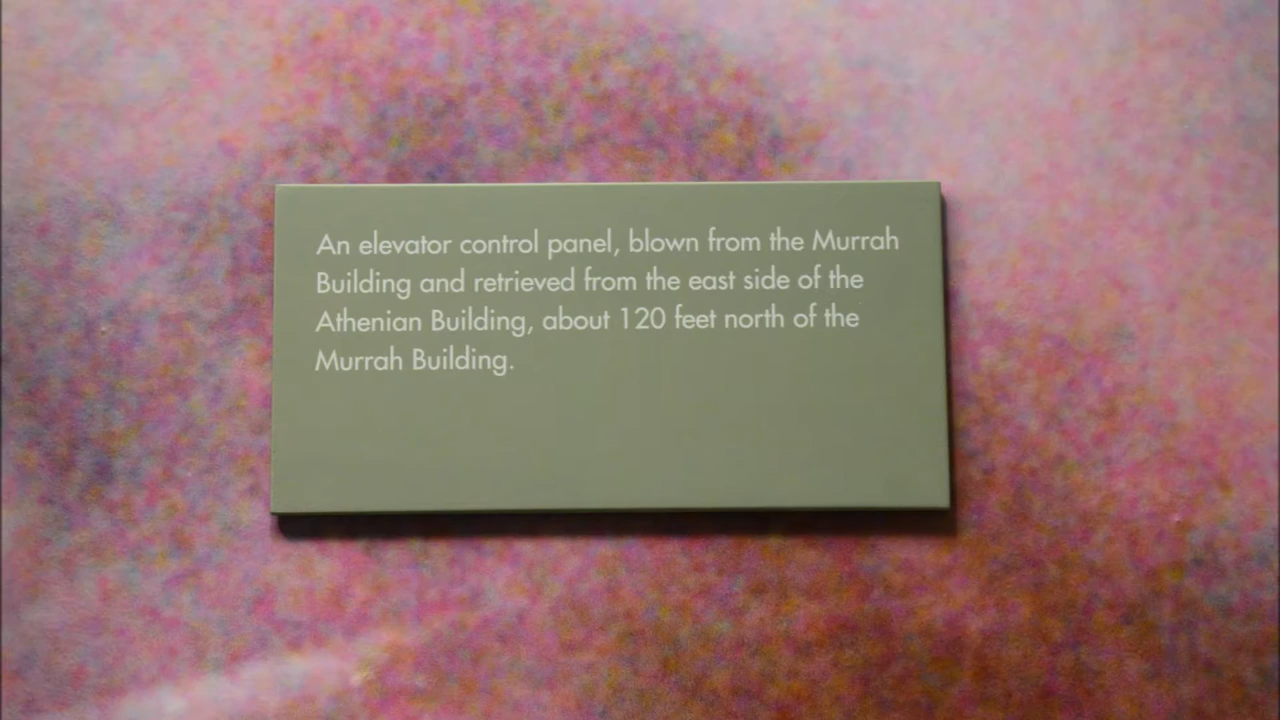 An elevator control panel, blown from the Murrah
Building and retrieved from the east side of the
Athenian Building, about 120 feet north of the
Murrah Building.